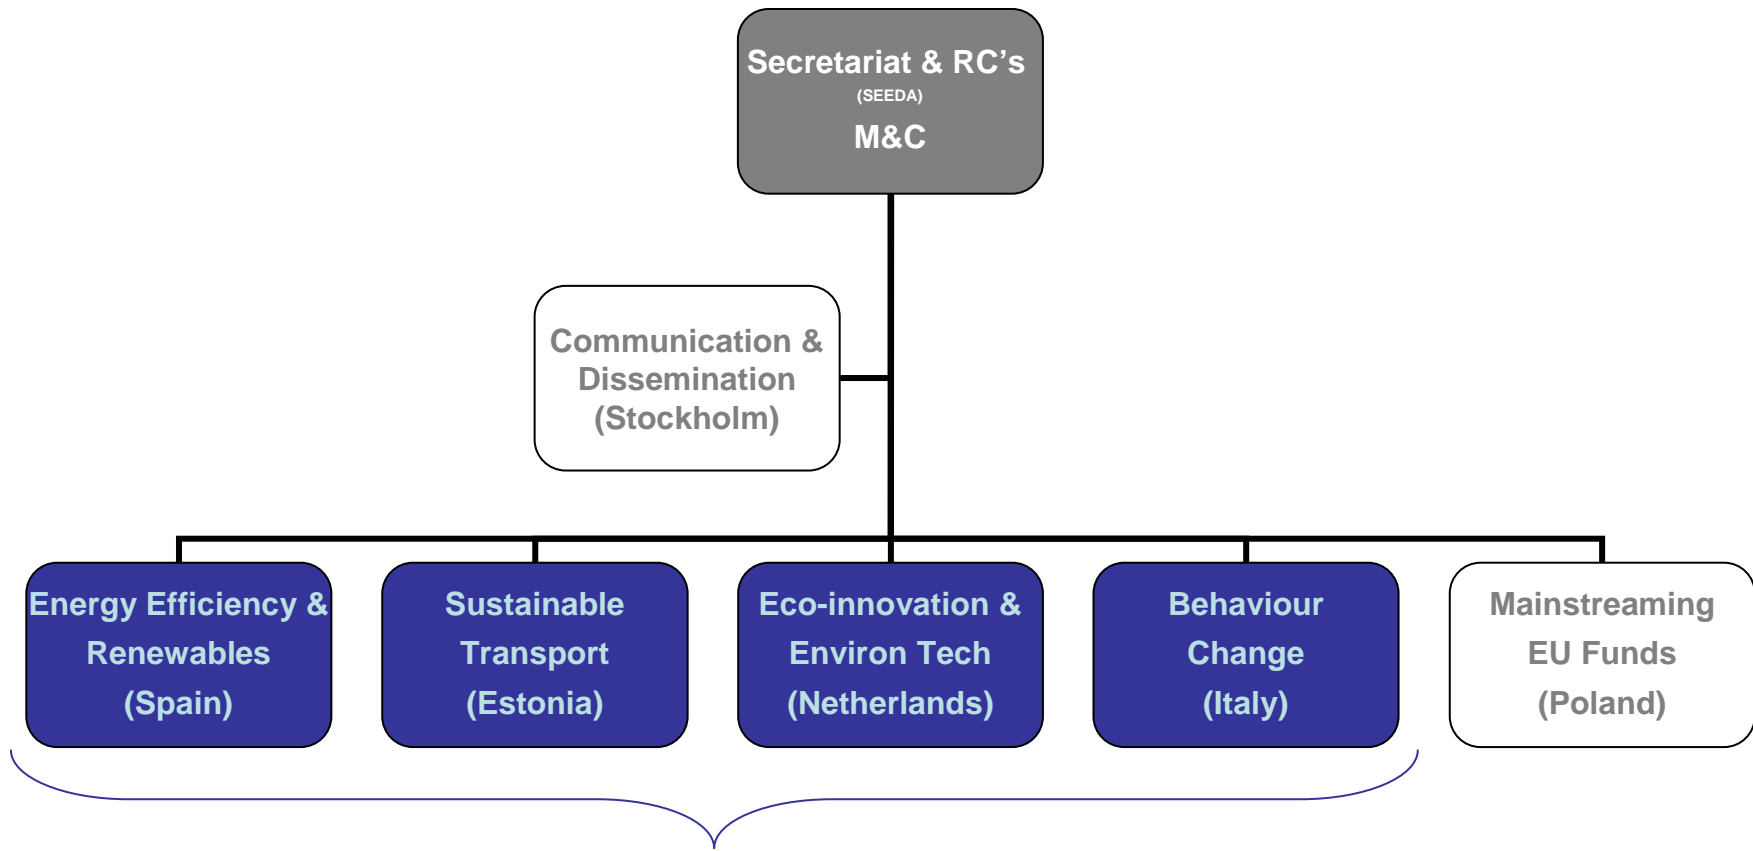 Secretariat & RC’s
(SEEDA)
M&C
Communication &
Dissemination
(Stockholm)
Energy Efficiency &
Renewables
(Spain)
Sustainable
Transport
(Estonia)
Eco-innovation &
Environ Tech
(Netherlands)
Behaviour
Change
(Italy)
Mainstreaming
EU Funds
(Poland)